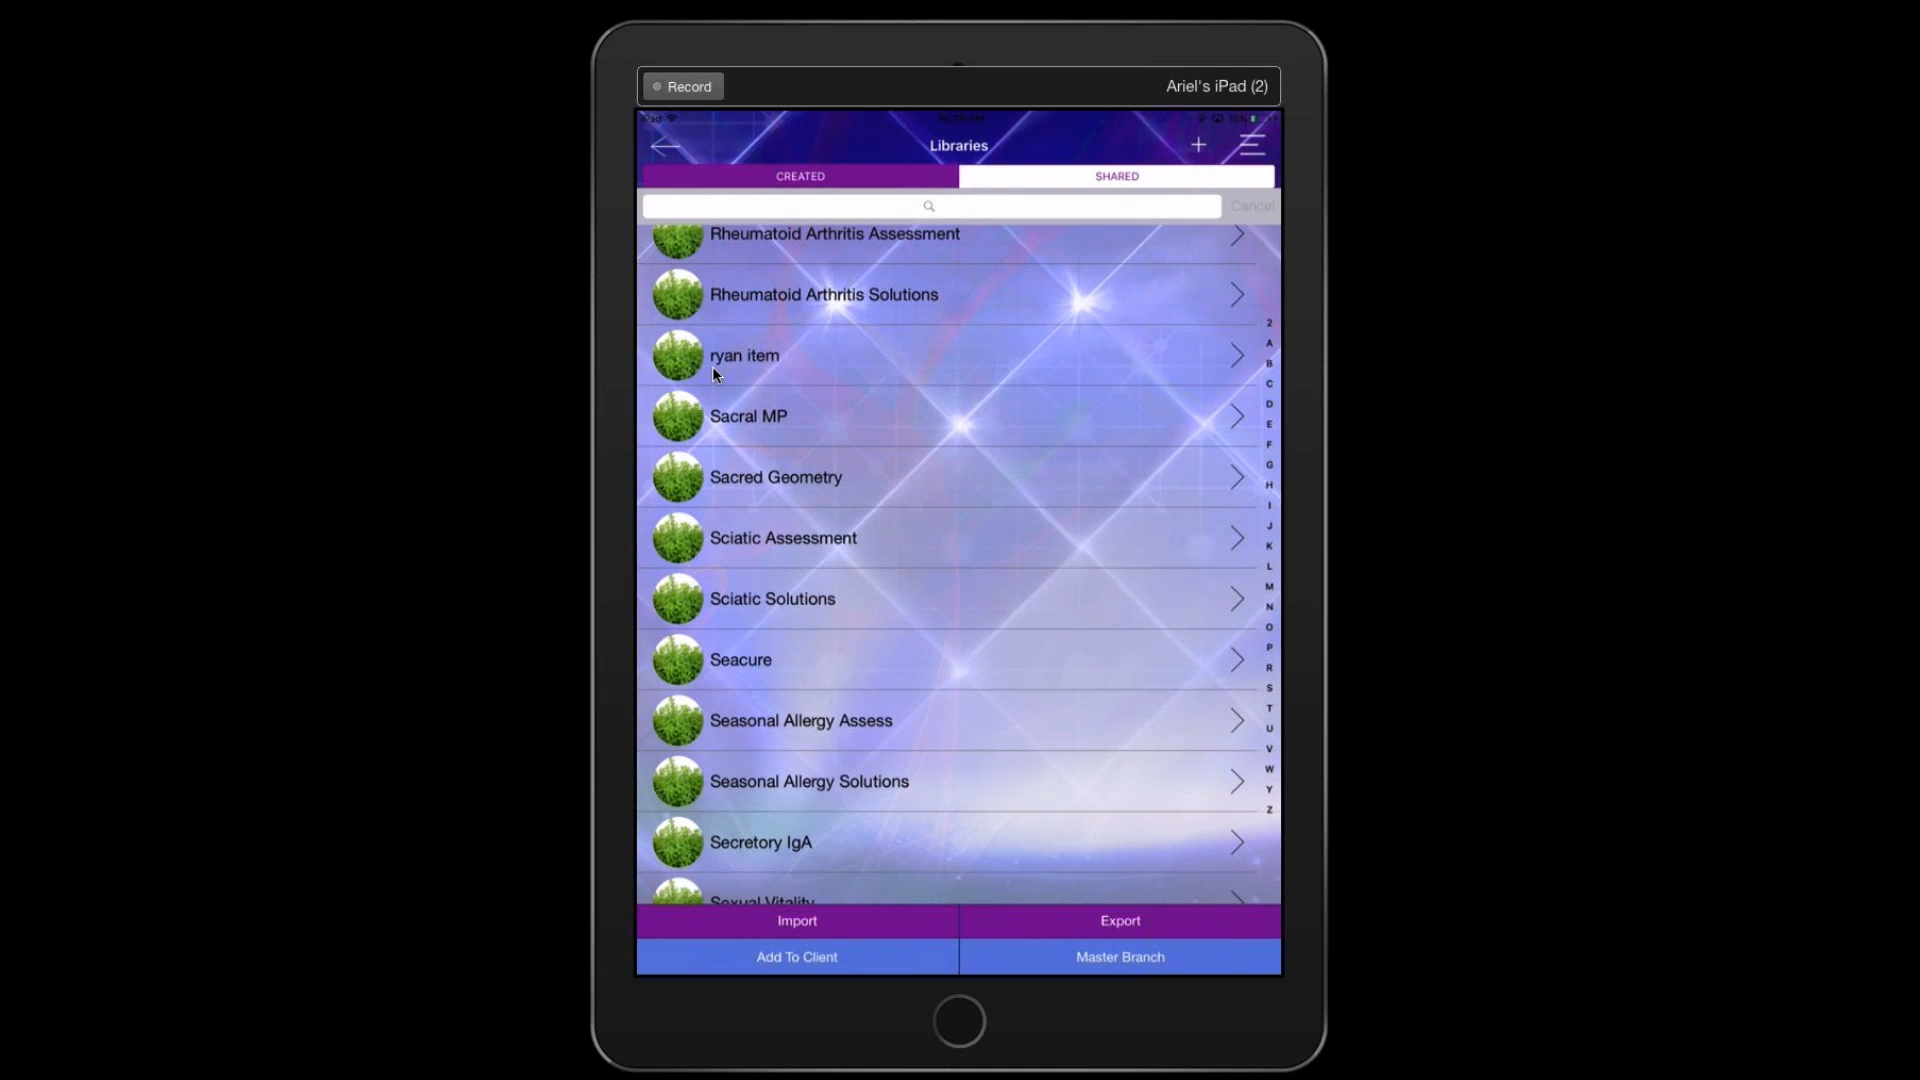 Record
Ariel's iPad (2)
iPad
Libraries
+
CREATED
SHARED
Cancel
Rheumatoid Arthritis Assessment
Rheumatoid Arthritis Solutions
ryan item
Sacral MP
Sacred Geometry
Sciatic Assessment
Sciatic Solutions
Seacure
Seasonal Allergy Assess
Seasonal Allergy Solutions
Secretory IgA
Sexual Vitality
2
A
B
C
D
E
F
G
H
I
J
K
L
M
N
O
P
R
S
T
U
V
W
Y
Z
Import
Export
Add To Client
Master Branch